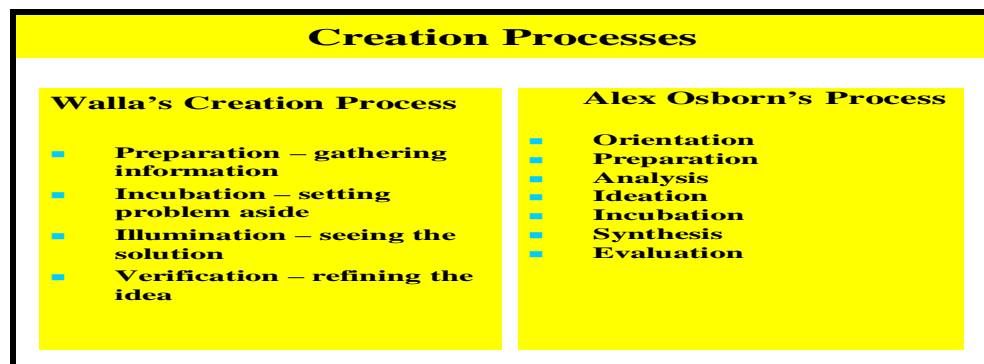 Creation Processes
Walla’s Creation Process
Preparation – gathering
information
Incubation – setting
problem aside
Illumination – seeing the
solution
Verification – refining the
idea
Alex Osborn’s Process
Orientation
Preparation
Analysis
Ideation
Incubation
Synthesis
Evaluation